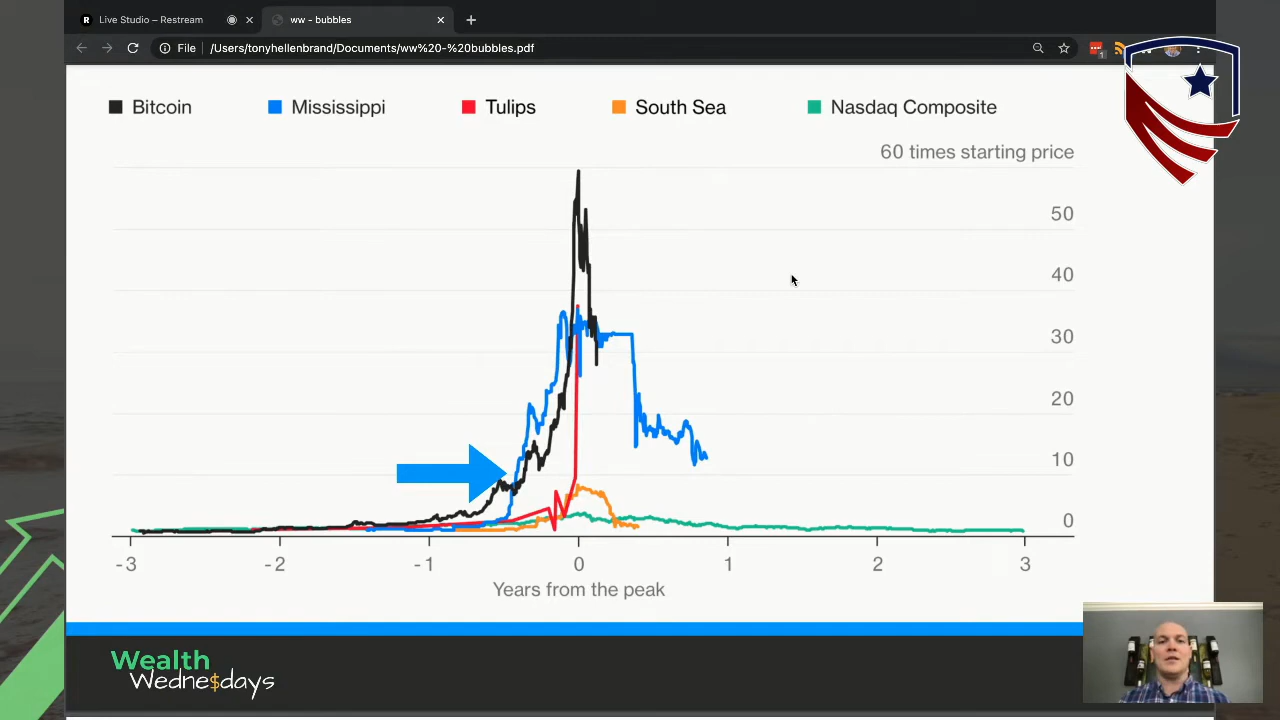 Live Studio – Restream
ww - bubbles
File
/Users/tonyhellenbrand/Documents/ww%20-%20bubbles.pdf
1
Bitcoin
Mississippi
Tulips
South Sea
Nasdaq Composite
60 times starting price
50
40
30
20
10
0
-3
-2
-1
0
1
2
3
Years from the peak
Wealth
Wedne$days